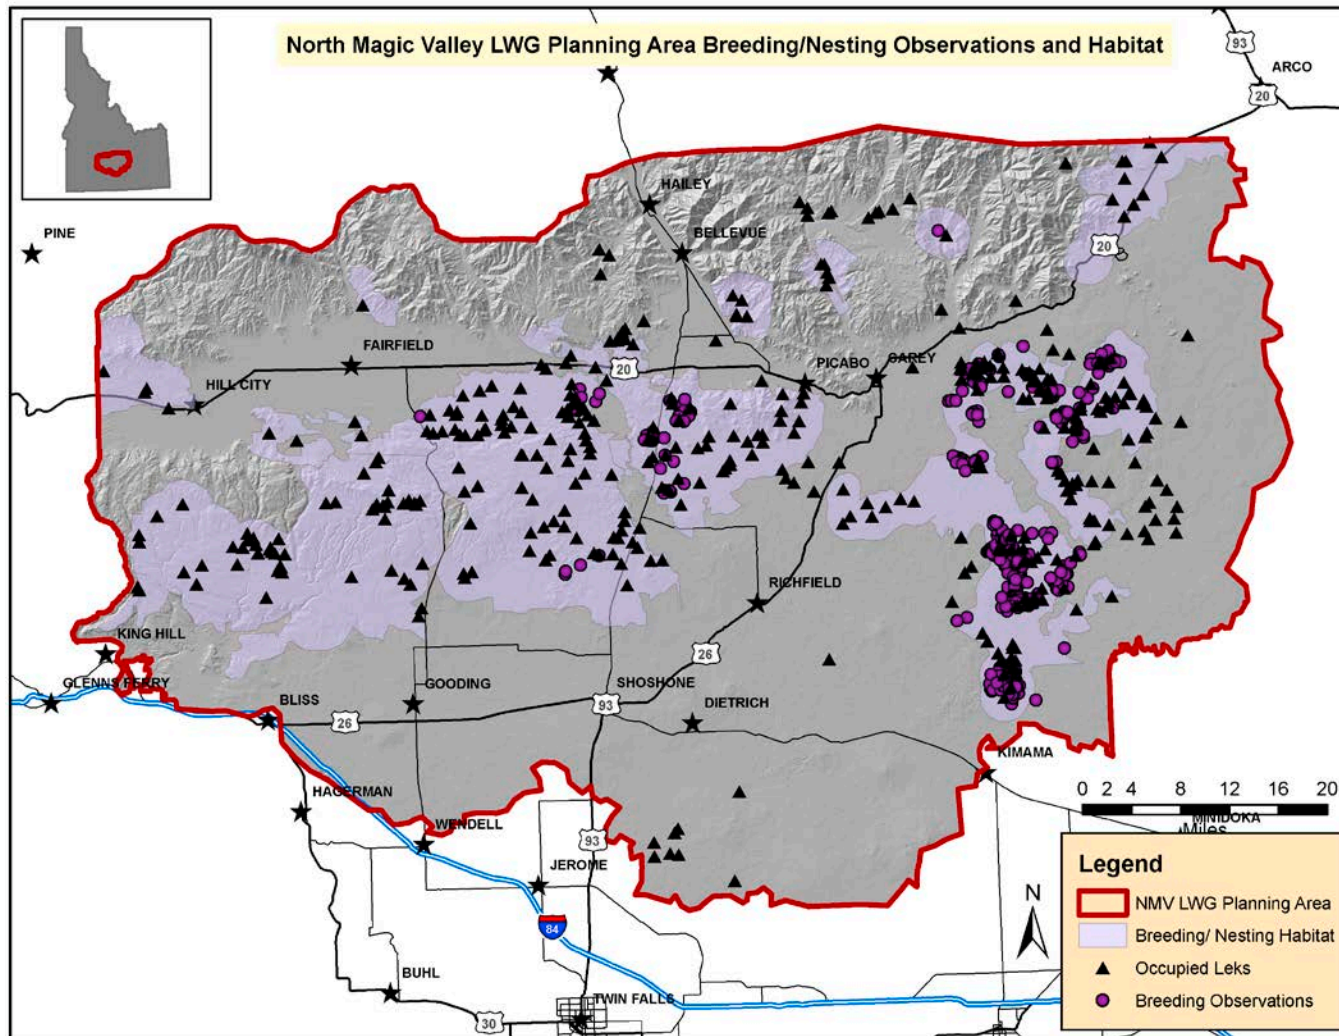 North Magic Valley LWG Planning Area Breeding/Nesting Observations and Habitat
93
ARCO
20
HAILEY
PINE
BELLEVUE
20
FAIRFIELD
20
PICABO
CAREY
HILL CITY
RICHFIELD
KING HILL
26
GLENNS FERRY
GOODING
SHOSHONE
BLISS
93
DIETRICH
26
KIMAMA
HAGERMAN
0 2 4 8 12 16 20
MINIDOKA
Miles
WENDELL
93
JEROME
84
BUHL
TWIN FALLS
30
N
Legend
NMV LWG Planning Area
Breeding/ Nesting Habitat
Occupied Leks
Breeding Observations